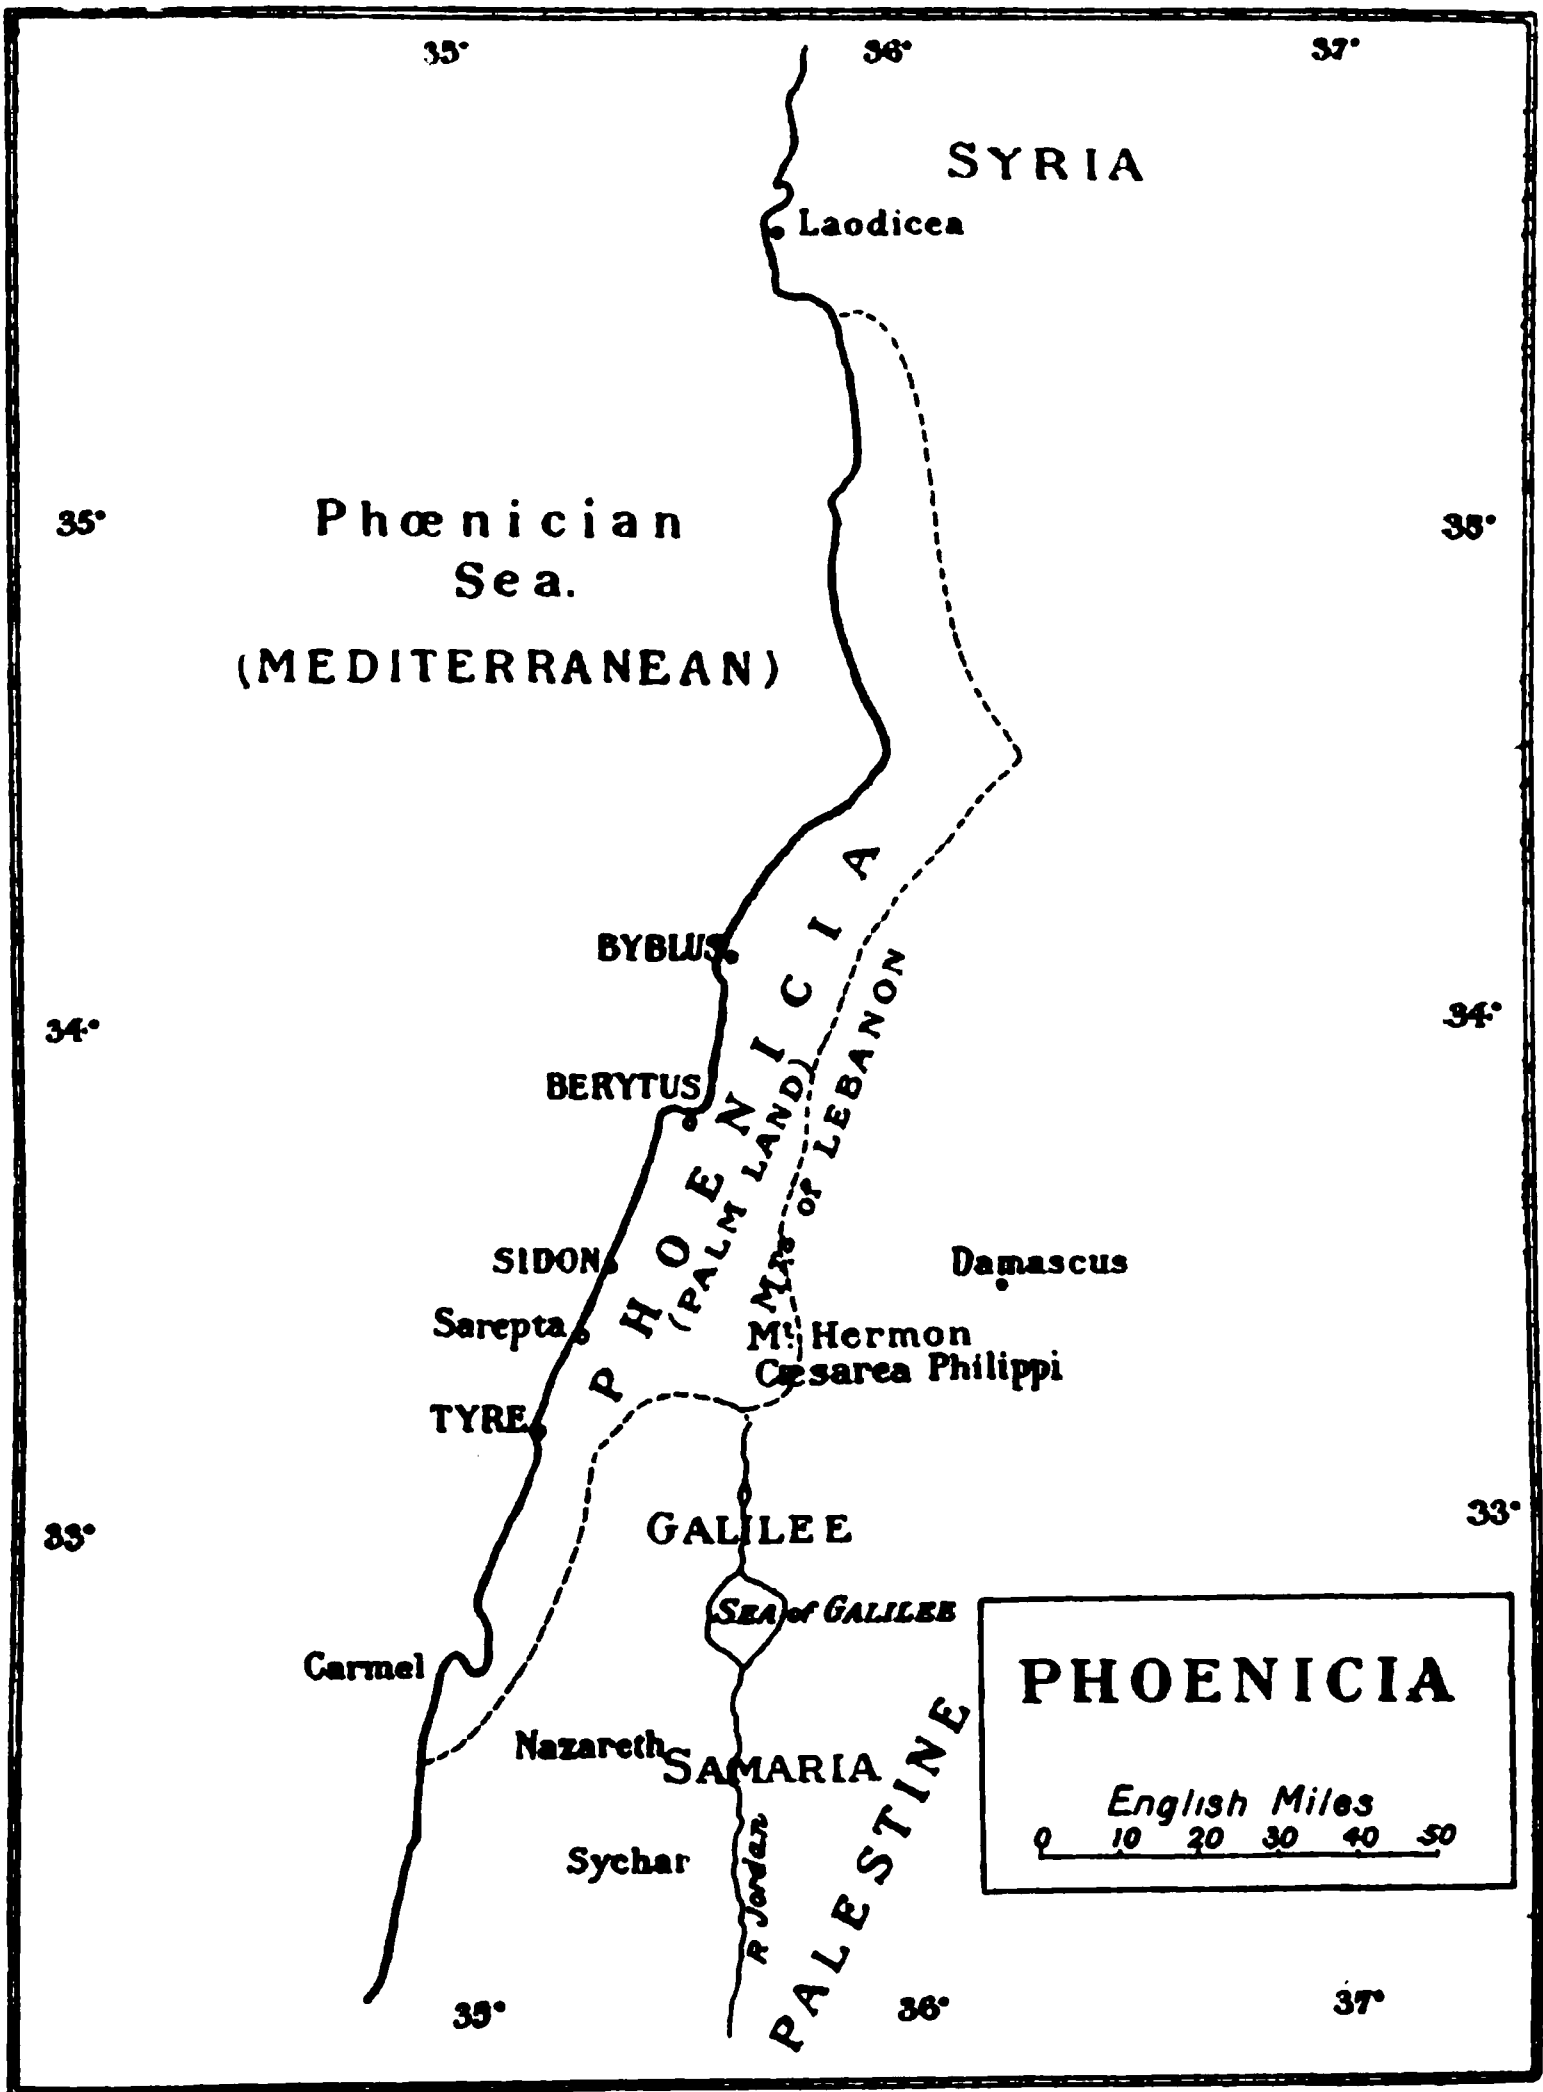 35°
36°
37°
SYRIA
Laodicea
35°
Phœnician
Sea.
(MEDITERRANEAN)
35°
BYBLUS
34°
34°
BERYTUS
PHOENICIA
(PALM LAND)
MTS OF LEBANON
SIDON
Damascus
Sarepta
Mt. Hermon
Cæsarea Philippi
TYRE
33°
GALILEE
33°
SEA of GALILEE
Carmel
PHOENICIA
Nazareth
SAMARIA
English Miles
0 10 20 30 40 50
Sychar
R Jordan
PALESTINE
35°
36°
37°